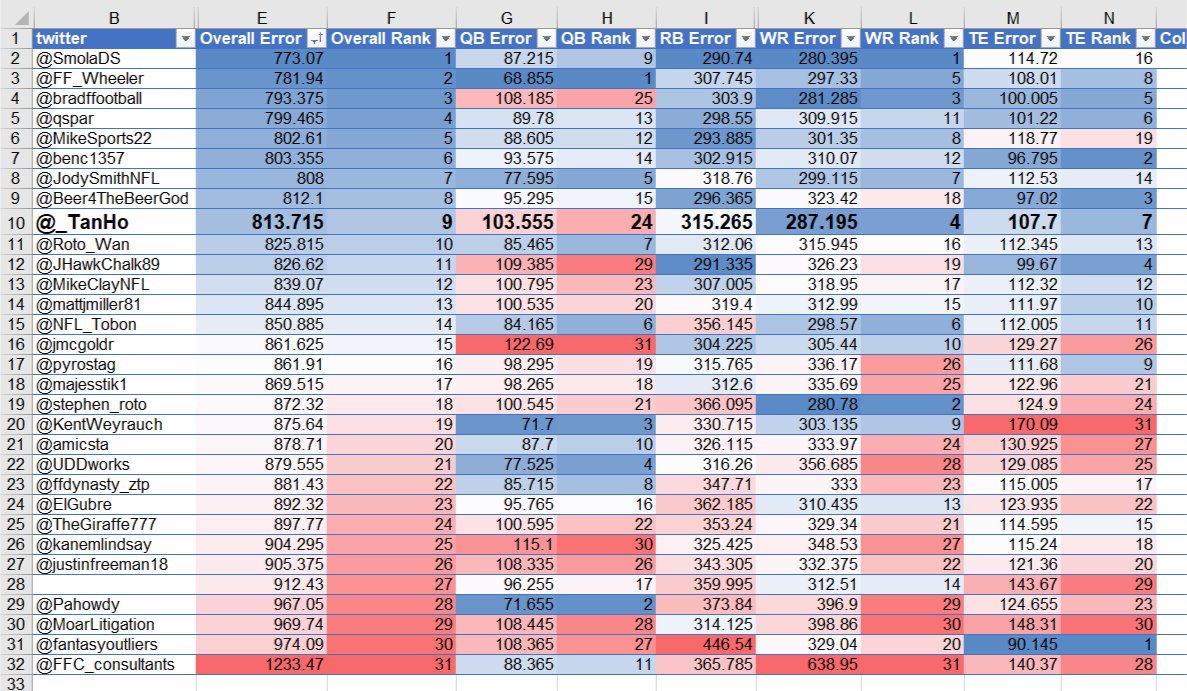 B E F G H I K L M N
1 twitter Overall Error Overall Rank QB Error QB Rank RB Error WR Error WR Rank TE Error TE Rank Col
2 @SmolaDS 773.07 1 87.215 9 290.74 280.395 1 114.72 16
3 @FF_Wheeler 781.94 2 68.855 1 307.745 297.33 5 108.01 8
4 @bradffootball 793.375 3 108.185 25 303.9 281.285 3 100.005 5
5 @qspar 799.465 4 89.78 13 298.55 309.915 11 101.22 6
6 @MikeSports22 802.61 5 88.605 12 293.885 301.35 8 118.77 19
7 @benc1357 803.355 6 93.575 14 302.915 310.07 12 96.795 2
8 @JodySmithNFL 808 7 77.595 5 318.76 299.115 7 112.53 14
9 @Beer4TheBeerGod 812.1 8 95.295 15 296.365 323.42 18 97.02 3
10 @_TanHo 813.715 9 103.555 24 315.265 287.195 4 107.7 7
11 @Roto_Wan 825.815 10 85.465 7 312.06 315.945 16 112.345 13
12 @JHawkChalk89 826.62 11 109.385 29 291.335 326.23 19 99.67 4
13 @MikeClayNFL 839.07 12 100.795 23 307.005 318.95 17 112.32 12
14 @mattjmiller81 844.895 13 100.535 20 319.4 312.99 15 111.97 10
15 @NFL_Tobon 850.885 14 84.165 6 356.145 298.57 6 112.005 11
16 @jmcgoldr 861.625 15 122.69 31 304.225 305.44 10 129.27 26
17 @pyrostag 861.91 16 98.295 19 315.765 336.17 26 111.68 9
18 @majesstik1 869.515 17 98.265 18 312.6 335.69 25 122.96 21
19 @stephen_roto 872.32 18 100.545 21 366.095 280.78 2 124.9 24
20 @KentWeyrauch 875.64 19 71.7 3 330.715 303.135 9 170.09 31
21 @amicsta 878.71 20 87.7 10 326.115 333.97 24 130.925 27
22 @UDDworks 879.555 21 77.525 4 316.26 356.685 28 129.085 25
23 @ffdynasty_ztp 881.43 22 85.715 8 347.71 333 23 115.005 17
24 @ElGubre 892.32 23 95.765 16 362.185 310.435 13 123.935 22
25 @TheGiraffe777 897.77 24 100.595 22 353.24 329.34 21 114.595 15
26 @kanemlindsay 904.295 25 115.1 30 325.425 348.53 27 115.24 18
27 @justinfreeman18 905.375 26 108.335 26 343.305 332.375 22 121.36 20
28 912.43 27 96.255 17 359.995 312.51 14 143.67 29
29 @Pahowdy 967.05 28 71.655 2 373.84 396.9 29 124.655 23
30 @MoarLitigation 969.74 29 108.445 28 314.125 398.86 30 148.31 30
31 @fantasyoutliers 974.09 30 108.365 27 446.54 329.04 20 90.145 1
32 @FFC_consultants 1233.47 31 88.365 11 365.785 638.95 31 140.37 28
33